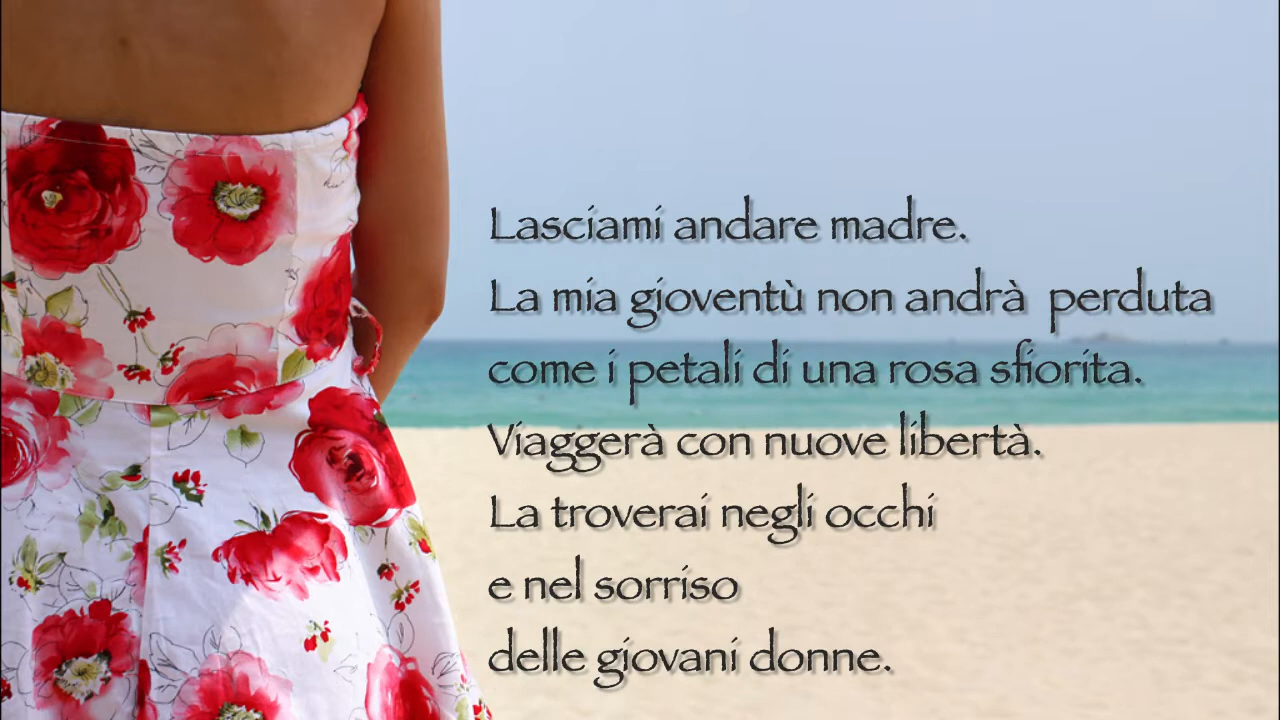 Lasciami andare madre.
La mia gioventù non andrà perduta
come i petali di una rosa sfiorita.
Viaggerà con nuove libertà.
La troverai negli occhi
e nel sorriso
delle giovani donne.